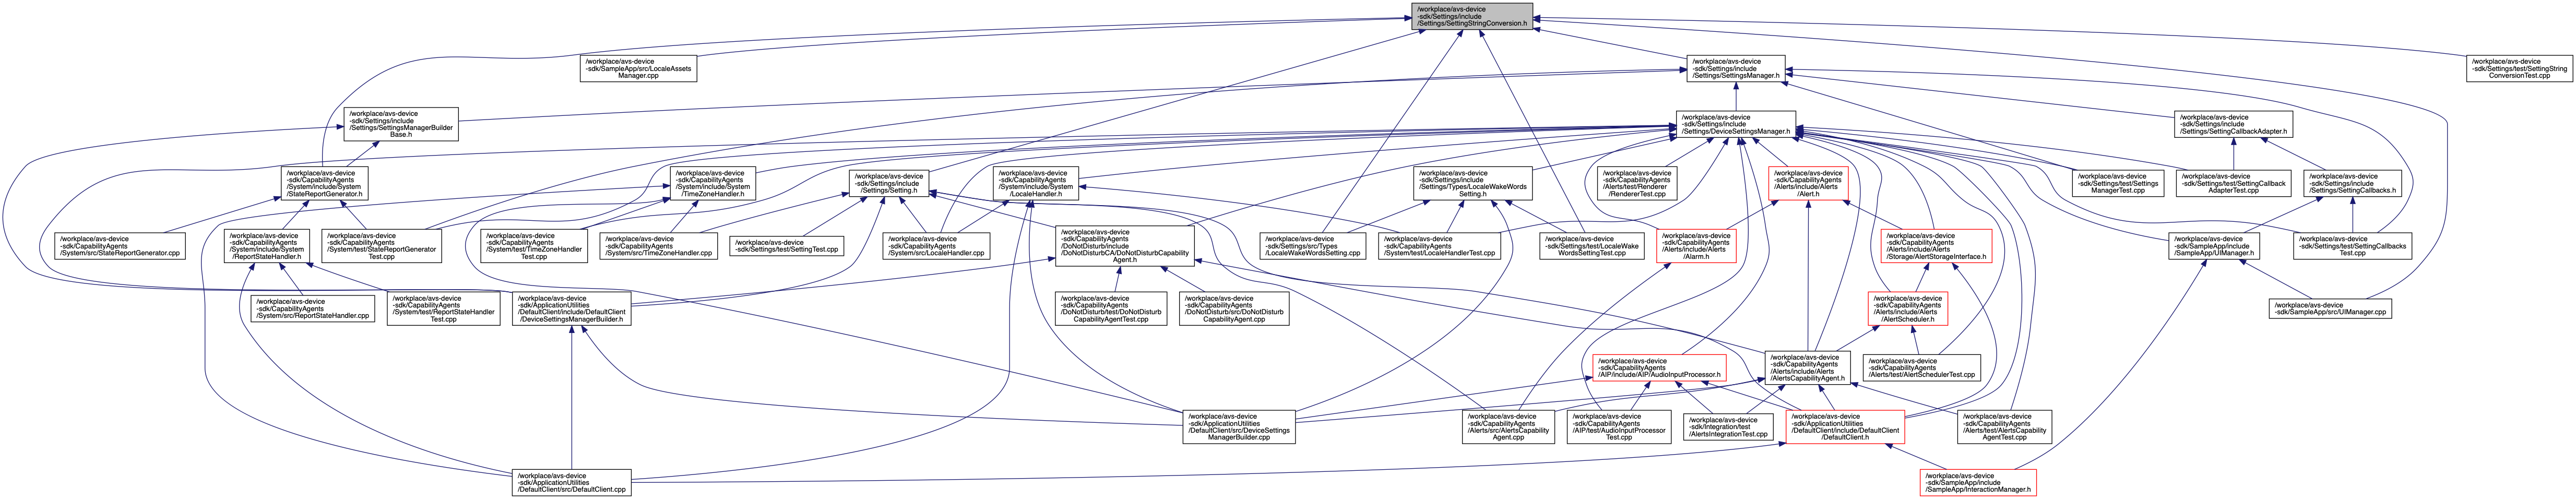 /workplace/avs-device
-sdk/Settings/include
/Settings/SettingStringConversion.h
/workplace/avs-device
-sdk/SampleApp/src/LocaleAssets
Manager.cpp
/workplace/avs-device
-sdk/Settings/include
/Settings/SettingsManager.h
/workplace/avs-device
-sdk/Settings/test/SettingString
ConversionTest.cpp
/workplace/avs-device
-sdk/Settings/include
/Settings/SettingsManagerBuilder
Base.h
/workplace/avs-device
-sdk/Settings/include
/Settings/DeviceSettingsManager.h
/workplace/avs-device
-sdk/Settings/include
/Settings/SettingCallbackAdapter.h
/workplace/avs-device
-sdk/CapabilityAgents
/System/include/System
/StateReportGenerator.h
/workplace/avs-device
-sdk/CapabilityAgents
/System/include/System
/TimeZoneHandler.h
/workplace/avs-device
-sdk/Settings/include
/Settings/Setting.h
/workplace/avs-device
-sdk/CapabilityAgents
/System/include/System
/LocaleHandler.h
/workplace/avs-device
-sdk/Settings/include
/Settings/Types/LocaleWakeWords
Setting.h
/workplace/avs-device
-sdk/CapabilityAgents
/Alerts/test/Renderer
/RendererTest.cpp
/workplace/avs-device
-sdk/CapabilityAgents
/Alerts/include/Alerts
/Alert.h
/workplace/avs-device
-sdk/Settings/test/Settings
ManagerTest.cpp
/workplace/avs-device
-sdk/Settings/test/SettingCallback
AdapterTest.cpp
/workplace/avs-device
-sdk/Settings/include
/Settings/SettingCallbacks.h
/workplace/avs-device
-sdk/CapabilityAgents
/System/src/StateReportGenerator.cpp
/workplace/avs-device
-sdk/CapabilityAgents
/System/include/System
/ReportStateHandler.h
/workplace/avs-device
-sdk/CapabilityAgents
/System/test/StateReportGenerator
Test.cpp
/workplace/avs-device
-sdk/CapabilityAgents
/System/test/TimeZoneHandler
Test.cpp
/workplace/avs-device
-sdk/CapabilityAgents
/System/src/TimeZoneHandler.cpp
/workplace/avs-device
-sdk/Settings/test/SettingTest.cpp
/workplace/avs-device
-sdk/CapabilityAgents
/System/src/LocaleHandler.cpp
/workplace/avs-device
-sdk/CapabilityAgents
/DoNotDisturb/include
/DoNotDisturbCA/DoNotDisturbCapability
Agent.h
/workplace/avs-device
-sdk/Settings/src/Types
/LocaleWakeWordsSetting.cpp
/workplace/avs-device
-sdk/CapabilityAgents
/System/test/LocaleHandlerTest.cpp
/workplace/avs-device
-sdk/Settings/test/LocaleWake
WordsSettingTest.cpp
/workplace/avs-device
-sdk/CapabilityAgents
/Alerts/include/Alerts
/Alarm.h
/workplace/avs-device
-sdk/CapabilityAgents
/Alerts/include/Alerts
/Storage/AlertStorageInterface.h
/workplace/avs-device
-sdk/SampleApp/include
/SampleApp/UIManager.h
/workplace/avs-device
-sdk/Settings/test/SettingCallbacks
Test.cpp
/workplace/avs-device
-sdk/CapabilityAgents
/System/src/ReportStateHandler.cpp
/workplace/avs-device
-sdk/CapabilityAgents
/System/test/ReportStateHandler
Test.cpp
/workplace/avs-device
-sdk/ApplicationUtilities
/DefaultClient/include/DefaultClient
/DeviceSettingsManagerBuilder.h
/workplace/avs-device
-sdk/CapabilityAgents
/DoNotDisturb/test/DoNotDisturb
CapabilityAgentTest.cpp
/workplace/avs-device
-sdk/CapabilityAgents
/DoNotDisturb/src/DoNotDisturb
CapabilityAgent.cpp
/workplace/avs-device
-sdk/CapabilityAgents
/Alerts/include/Alerts
/AlertScheduler.h
/workplace/avs-device
-sdk/SampleApp/src/UIManager.cpp
/workplace/avs-device
-sdk/CapabilityAgents
/AIP/include/AIP/AudioInputProcessor.h
/workplace/avs-device
-sdk/CapabilityAgents
/Alerts/include/Alerts
/AlertsCapabilityAgent.h
/workplace/avs-device
-sdk/CapabilityAgents
/Alerts/test/AlertSchedulerTest.cpp
/workplace/avs-device
-sdk/ApplicationUtilities
/DefaultClient/src/DeviceSettings
ManagerBuilder.cpp
/workplace/avs-device
-sdk/CapabilityAgents
/Alerts/src/AlertsCapability
Agent.cpp
/workplace/avs-device
-sdk/CapabilityAgents
/AIP/test/AudioInputProcessor
Test.cpp
/workplace/avs-device
-sdk/Integration/test
/AlertsIntegrationTest.cpp
/workplace/avs-device
-sdk/ApplicationUtilities
/DefaultClient/include/DefaultClient
/DefaultClient.h
/workplace/avs-device
-sdk/CapabilityAgents
/Alerts/test/AlertsCapability
AgentTest.cpp
/workplace/avs-device
-sdk/ApplicationUtilities
/DefaultClient/src/DefaultClient.cpp
/workplace/avs-device
-sdk/SampleApp/include
/SampleApp/InteractionManager.h